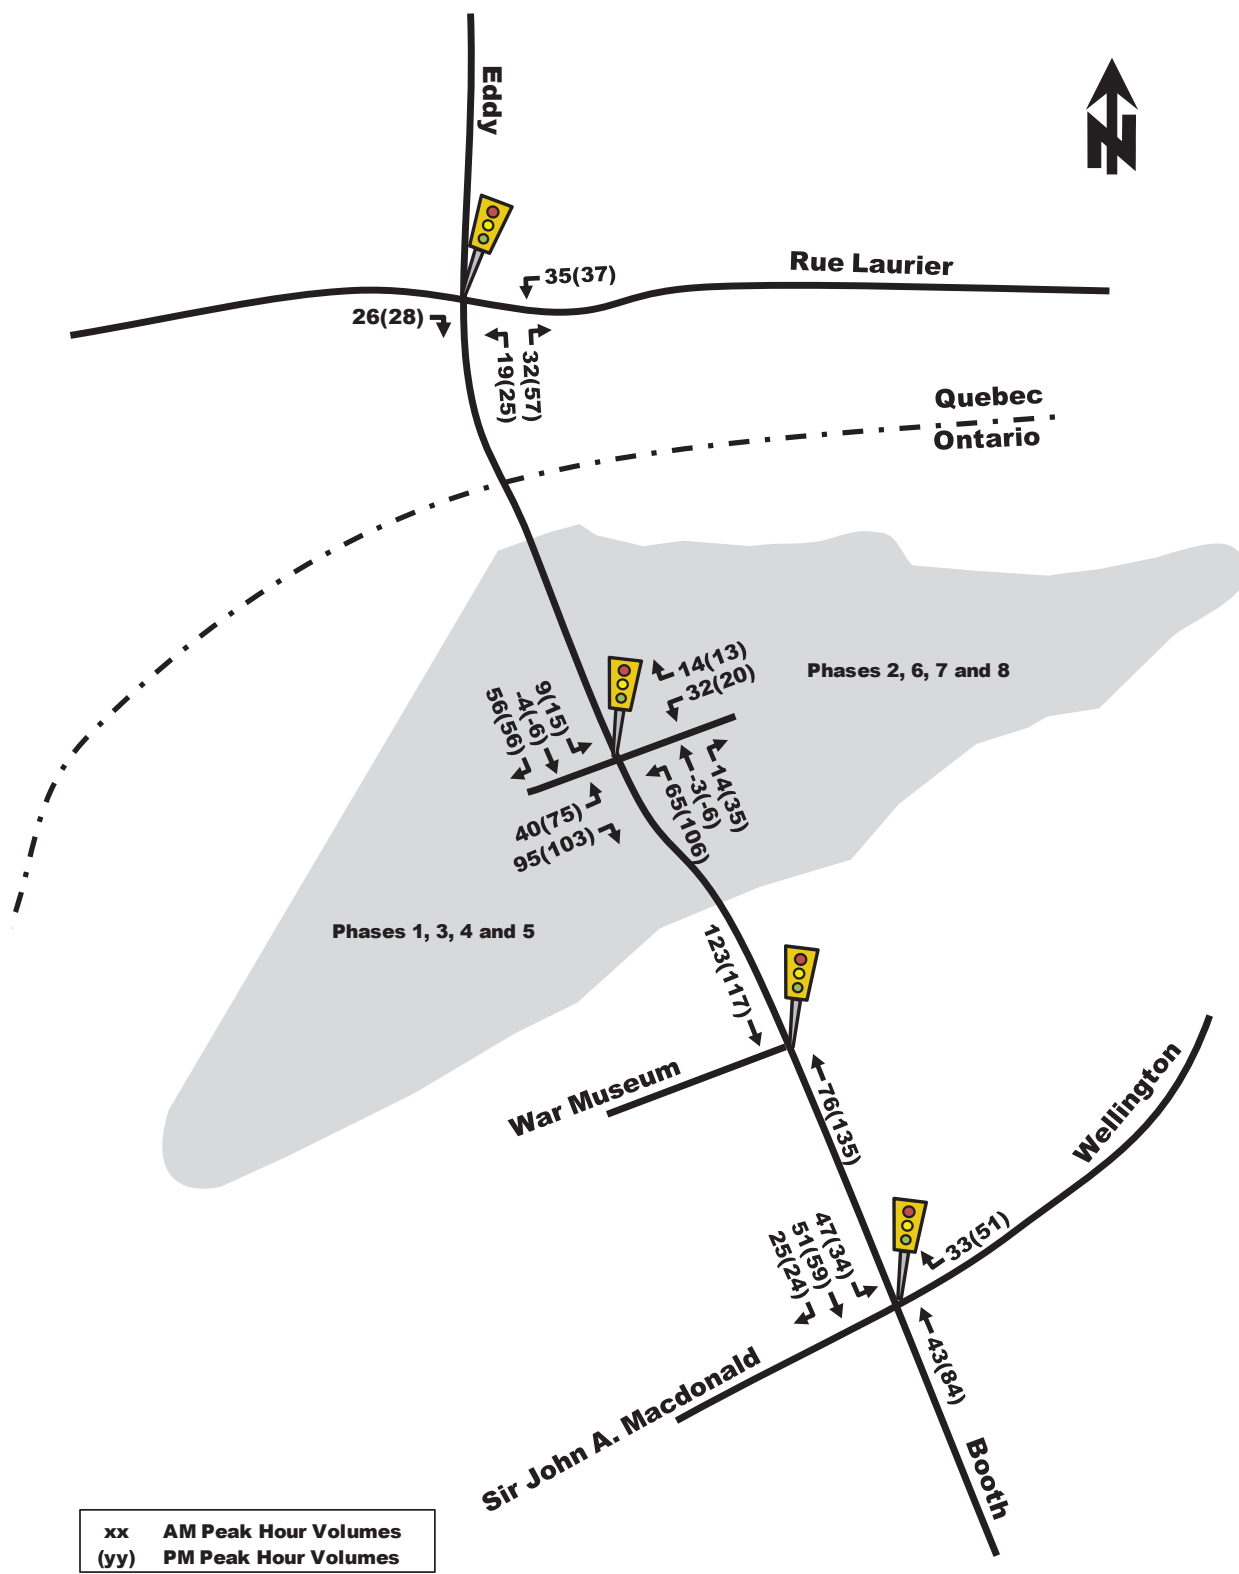 Eddy
N
Rue Laurier
35(37)
26(28)
19(25)
32(57)
Quebec
Ontario
14(13)
32(20)
Phases 2, 6, 7 and 8
9(15)
-4(-6)
56(56)
14(35)
-3(-6)
65(106)
40(75)
95(103)
Phases 1, 3, 4 and 5
123(117)
War Museum
76(135)
Wellington
47(34)
51(59)
25(24)
33(51)
43(84)
Sir John A. Macdonald
Booth
xx AM Peak Hour Volumes
(yy) PM Peak Hour Volumes